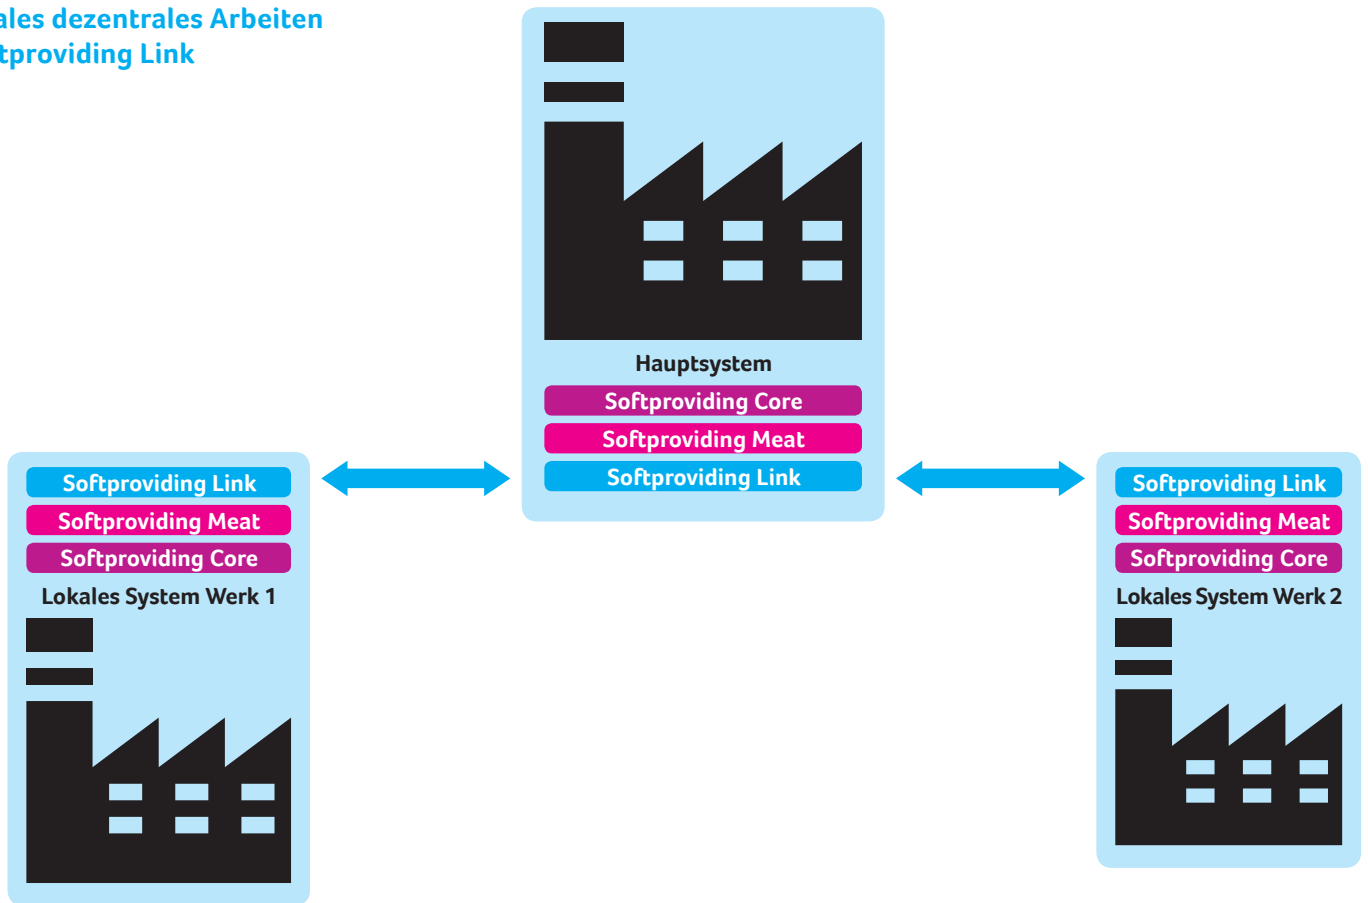 ales dezentrales Arbeiten
tproviding Link
Hauptsystem
Softproviding Core
Softproviding Meat
Softproviding Link
Softproviding Link
Softproviding Meat
Softproviding Core
Lokales System Werk 1
Softproviding Link
Softproviding Meat
Softproviding Core
Lokales System Werk 2